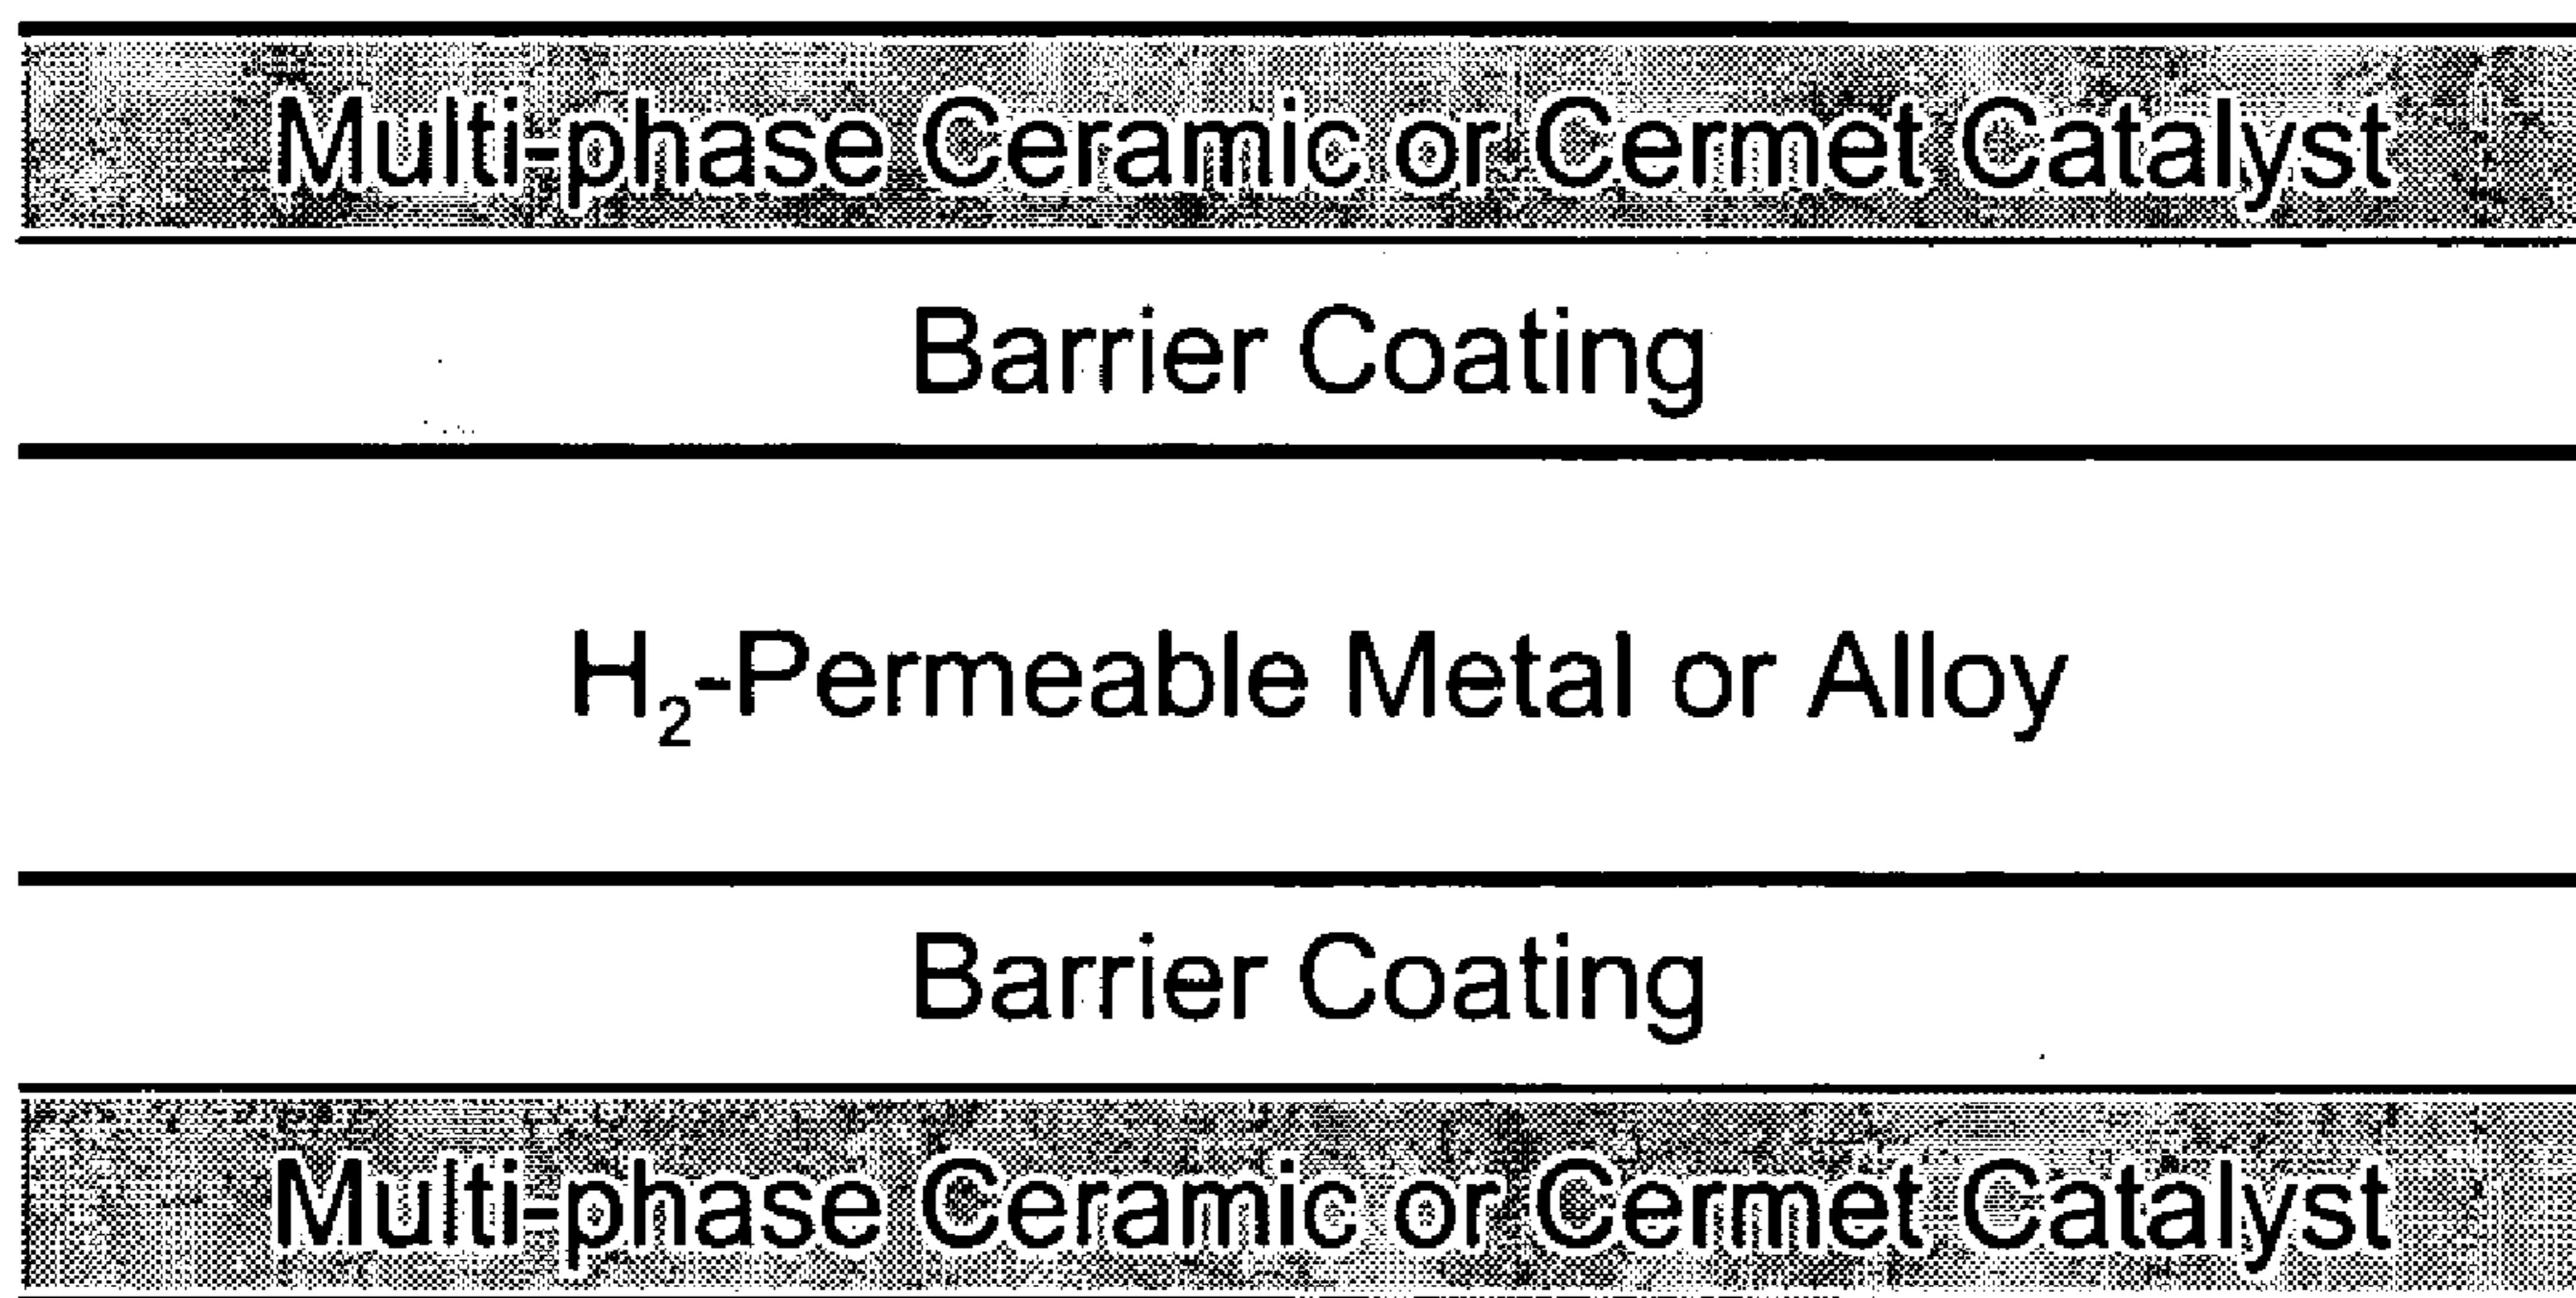 Multi-phase Ceramic or Cermet Catalyst
Barrier Coating
H₂-Permeable Metal or Alloy
Barrier Coating
Multi-phase Ceramic or Cermet Catalyst